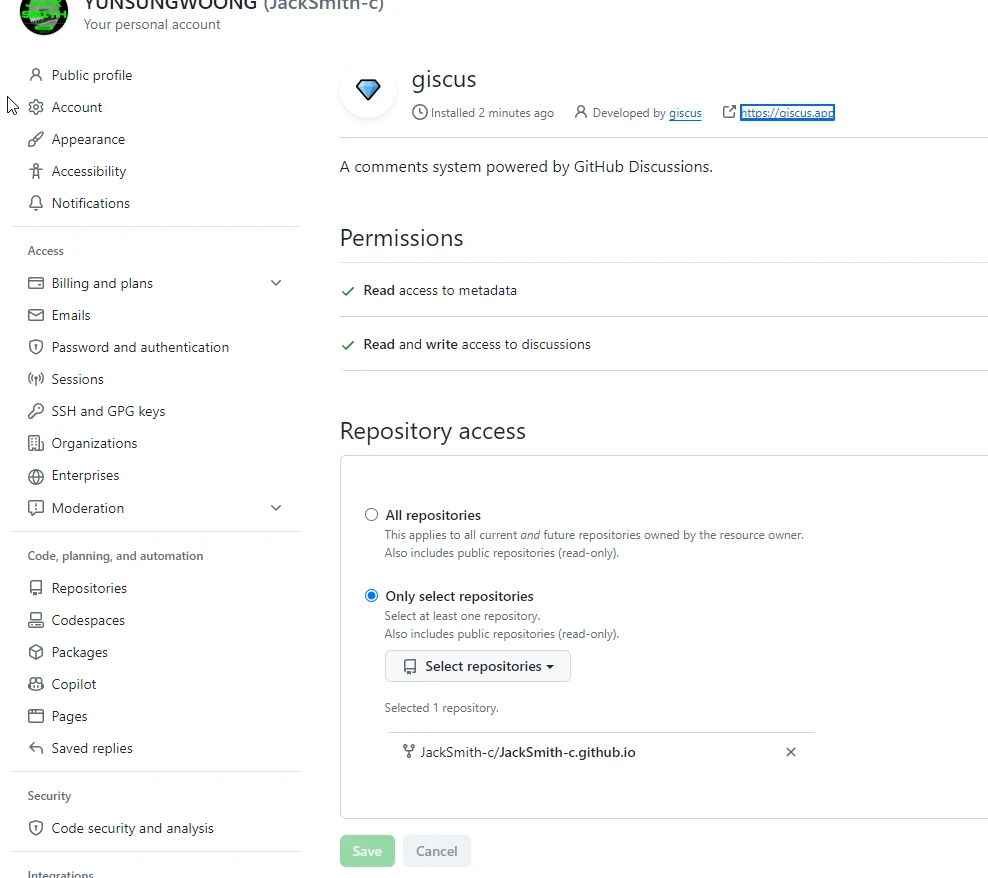 YUNSUNGWOONG (JackSmith-c)
Your personal account
JACK
SMITH
Public profile
Account
Appearance
Accessibility
Notifications
Access
Billing and plans
Emails
Password and authentication
Sessions
SSH and GPG keys
Organizations
Enterprises
Moderation
Code, planning, and automation
Repositories
Codespaces
Packages
Copilot
Pages
Saved replies
Security
Code security and analysis
Integrations
giscus
Installed 2 minutes ago Developed by giscus https://giscus.app
A comments system powered by GitHub Discussions.
Permissions
Read access to metadata
Read and write access to discussions
Repository access
All repositories
This applies to all current and future repositories owned by the resource owner.
Also includes public repositories (read-only).
Only select repositories
Select at least one repository.
Also includes public repositories (read-only).
Select repositories
Selected 1 repository.
JackSmith-c/JackSmith-c.github.io
Save Cancel